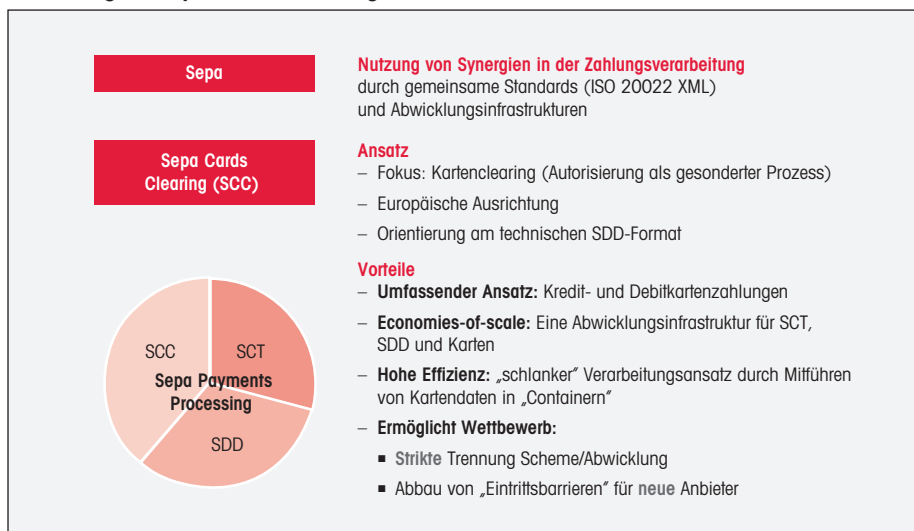 Sepa
Nutzung von Synergien in der Zahlungsverarbeitung
durch gemeinsame Standards (ISO 20022 XML)
und Abwicklungsinfrastrukturen
Sepa Cards
Clearing (SCC)
Ansatz
– Fokus: Kartenclearing (Autorisierung als gesonderter Prozess)
– Europäische Ausrichtung
– Orientierung am technischen SDD-Format
Vorteile
– Umfassender Ansatz: Kredit- und Debitkartenzahlungen
– Economies-of-scale: Eine Abwicklungsinfrastruktur für SCT,
SDD und Karten
– Hohe Effizienz: „schlanker" Verarbeitungsansatz durch Mitführen
von Kartendaten in „Containern"
– Ermöglicht Wettbewerb:
▪ Strikte Trennung Scheme/Abwicklung
▪ Abbau von „Eintrittsbarrieren" für neue Anbieter
SCC
SCT
Sepa Payments
Processing
SDD